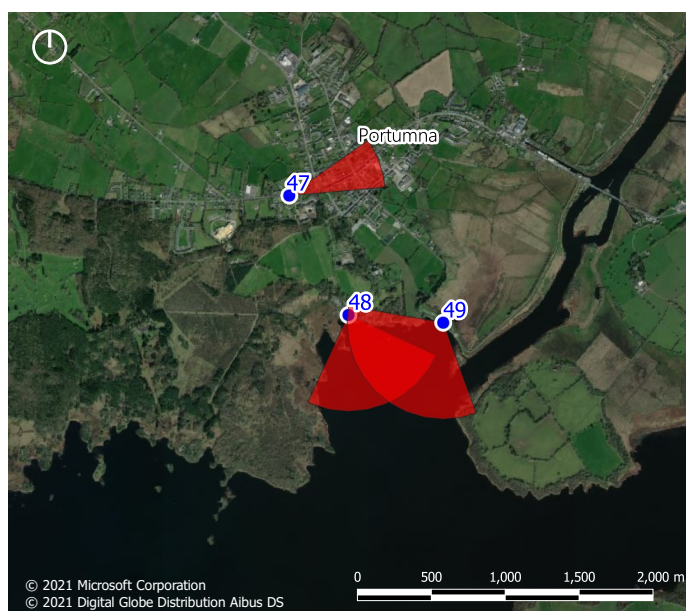 Portumna
47
48
49
© 2021 Microsoft Corporation
© 2021 Digital Globe Distribution Aibus DS
0 500 1,000 1,500 2,000 m